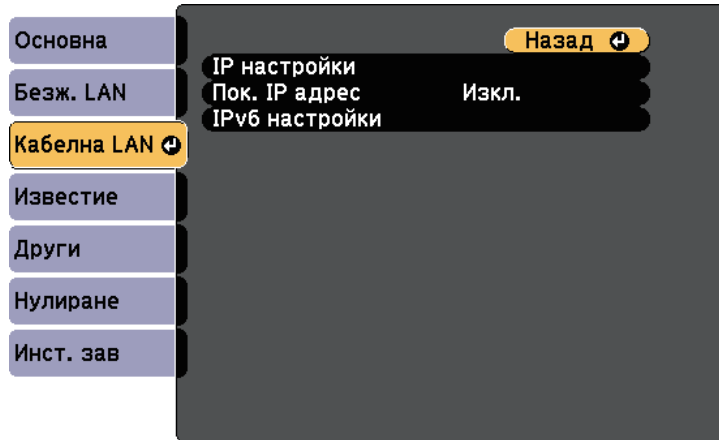 Основна
Безж. LAN
Кабелна LAN
Известие
Други
Нулиране
Инст. зав
Назад
IP настройки
Пок. IP адрес Изкл.
IPv6 настройки